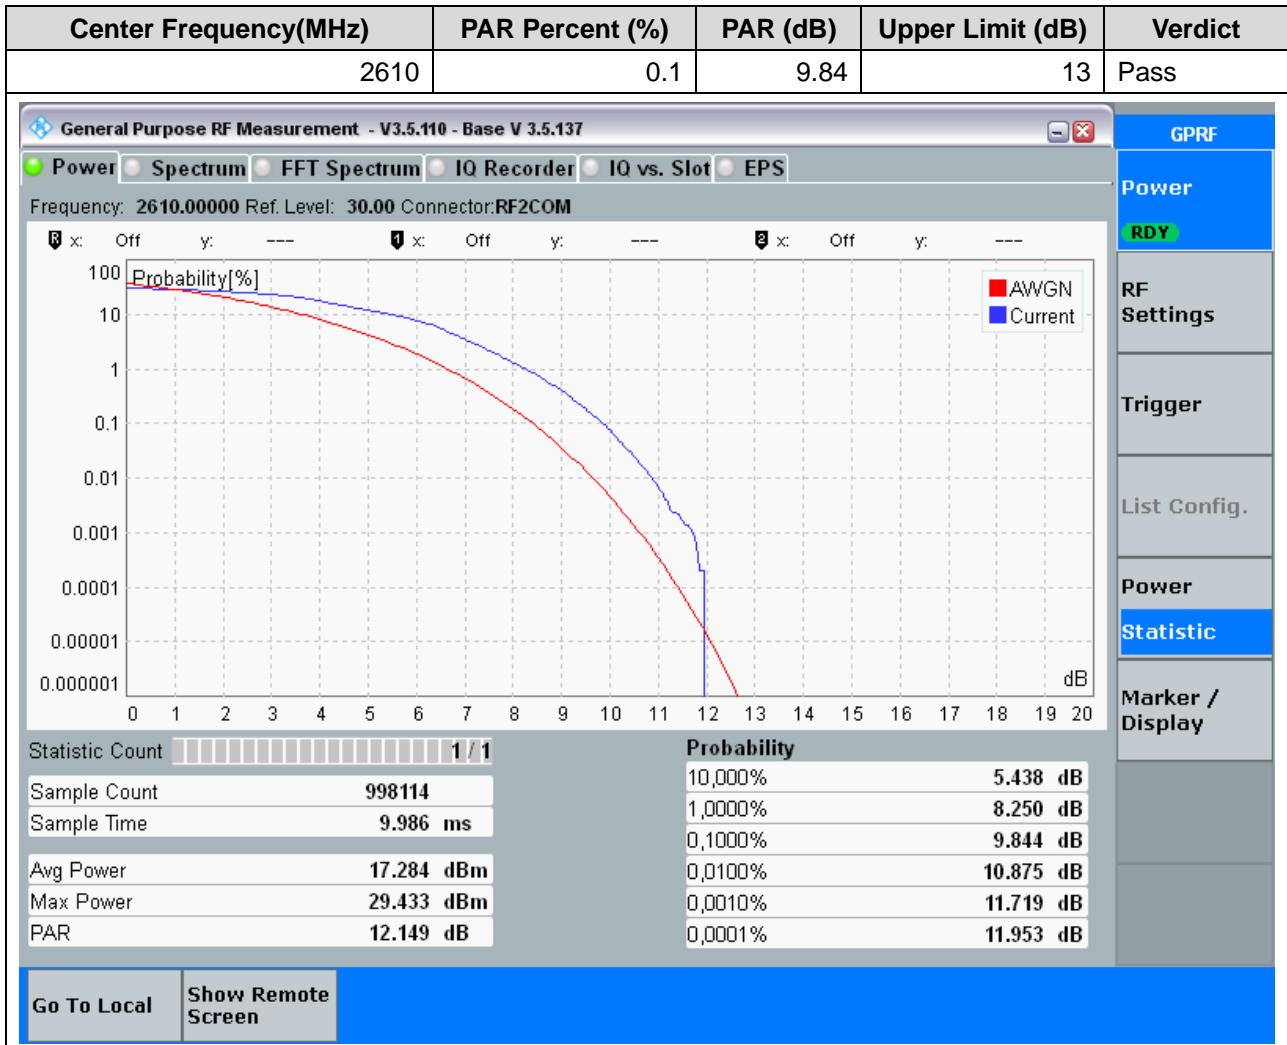 Center Frequency(MHz) PAR Percent (%) PAR (dB) Upper Limit (dB) Verdict
2610 0.1 9.84 13 Pass
General Purpose RF Measurement - V3.5.110 - Base V 3.5.137
GPRF
Power Spectrum FFT Spectrum IQ Recorder IQ vs. Slot EPS
Frequency: 2610.00000 Ref. Level: 30.00 Connector:RF2COM
R x: Off y: --- 1 x: Off y: --- 2 x: Off y: ---
Probability[%]
100
10
1
0.1
0.01
0.001
0.0001
0.00001
0.000001
AWGN
Current
dB
0 1 2 3 4 5 6 7 8 9 10 11 12 13 14 15 16 17 18 19 20
Statistic Count 1 / 1
Sample Count 998114
Sample Time 9.986 ms
Avg Power 17.284 dBm
Max Power 29.433 dBm
PAR 12.149 dB
Probability
10,000% 5.438 dB
1,0000% 8.250 dB
0,1000% 9.844 dB
0,0100% 10.875 dB
0,0010% 11.719 dB
0,0001% 11.953 dB
Power
RDY
RF
Settings
Trigger
List Config.
Power
Statistic
Marker /
Display
Go To Local
Show Remote
Screen